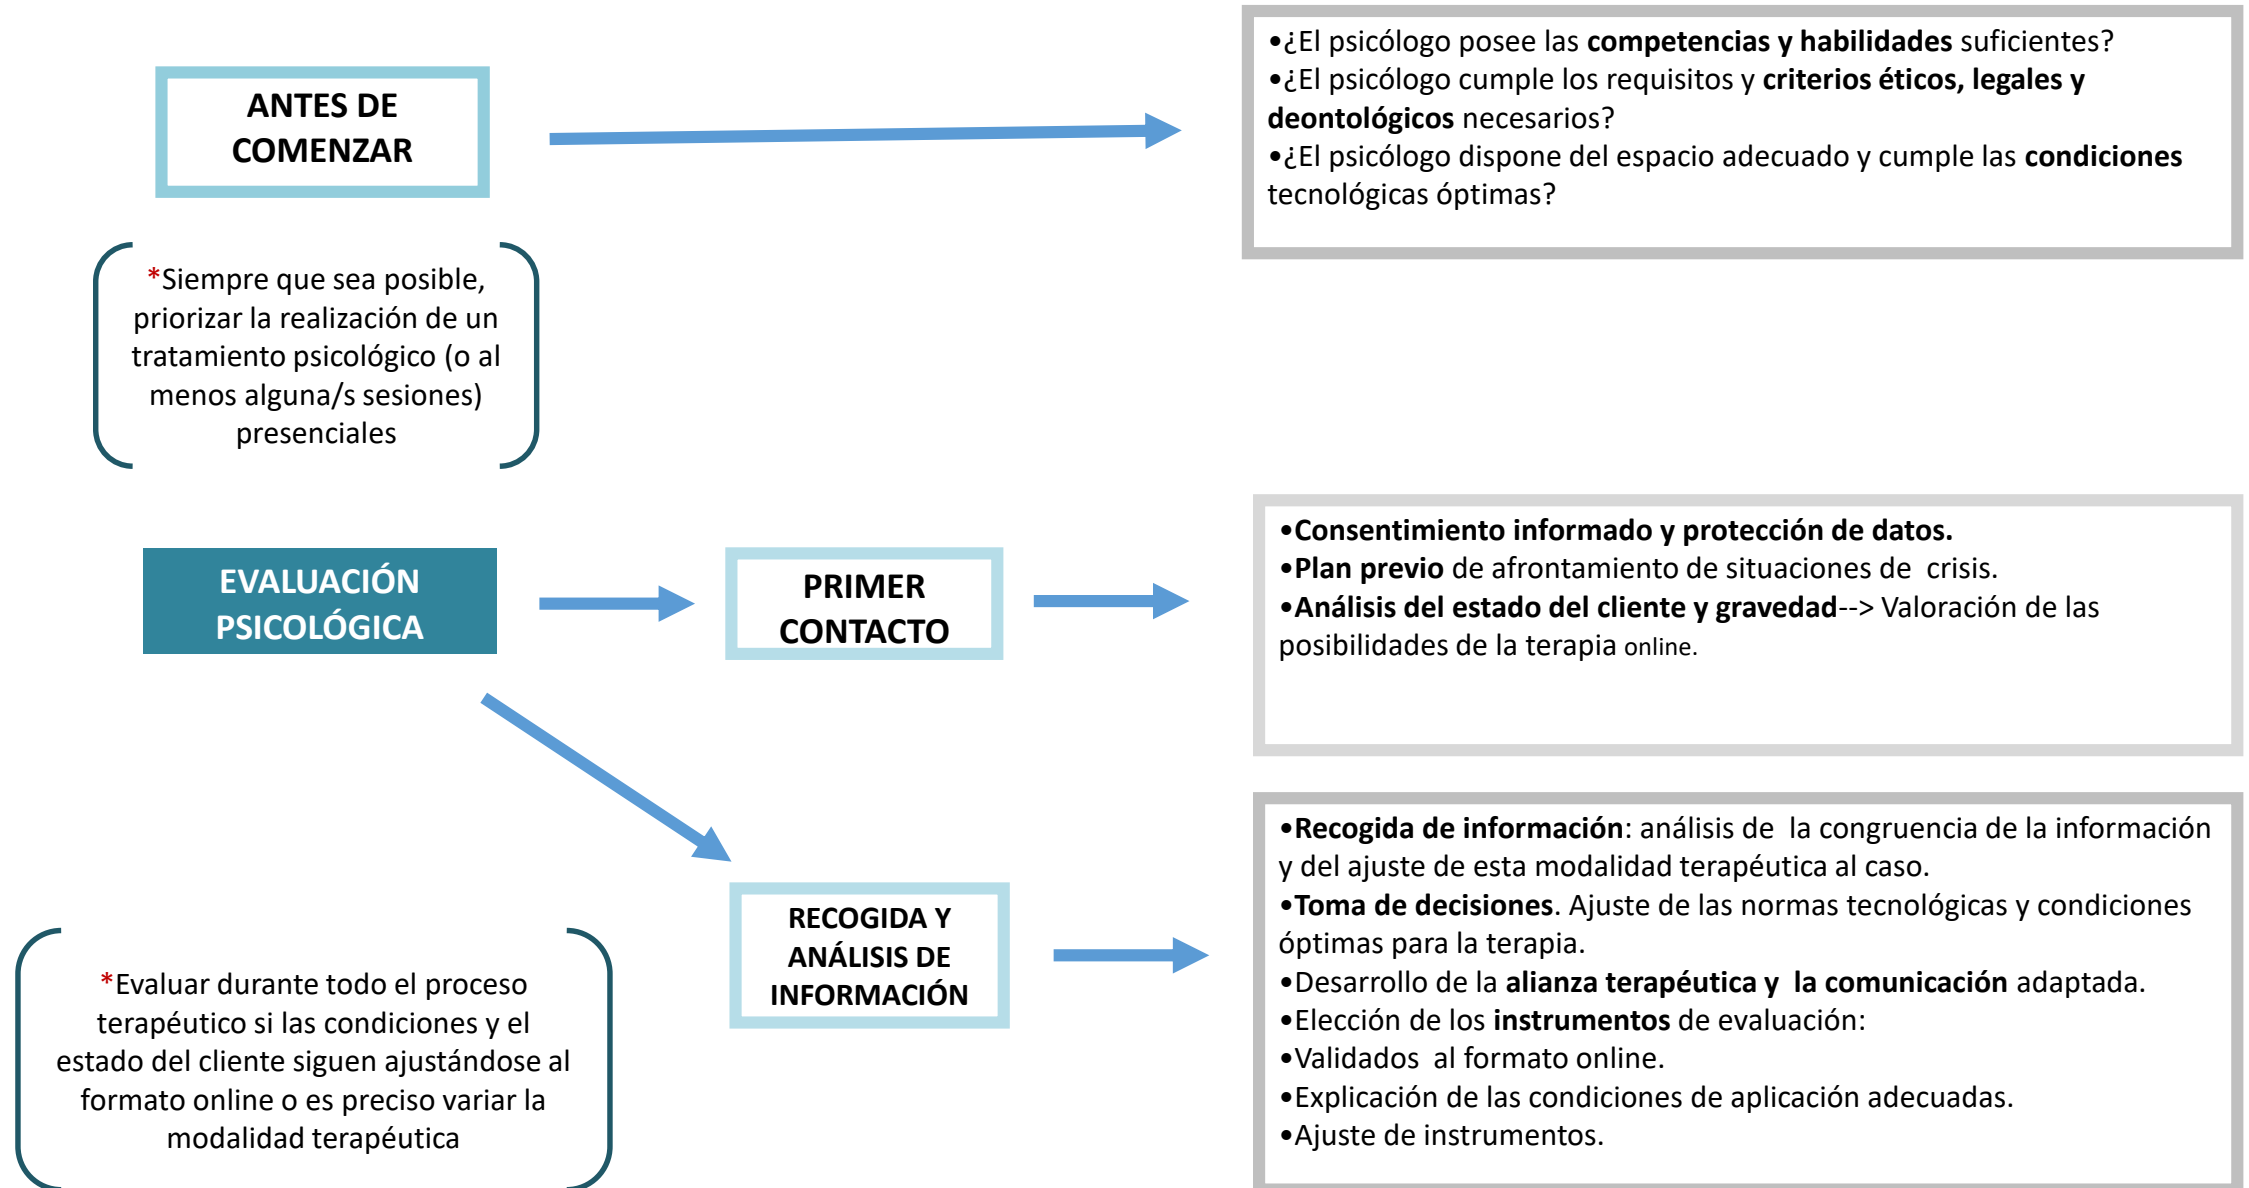 ANTES DE
COMENZAR
•¿El psicólogo posee las competencias y habilidades suficientes?
•¿El psicólogo cumple los requisitos y criterios éticos, legales y
deontológicos necesarios?
•¿El psicólogo dispone del espacio adecuado y cumple las condiciones
tecnológicas óptimas?
*Siempre que sea posible,
priorizar la realización de un
tratamiento psicológico (o al
menos alguna/s sesiones)
presenciales
EVALUACIÓN
PSICOLÓGICA
PRIMER
CONTACTO
•Consentimiento informado y protección de datos.
•Plan previo de afrontamiento de situaciones de crisis.
•Análisis del estado del cliente y gravedad--> Valoración de las
posibilidades de la terapia online.
RECOGIDA Y
ANÁLISIS DE
INFORMACIÓN
•Recogida de información: análisis de la congruencia de la información
y del ajuste de esta modalidad terapéutica al caso.
•Toma de decisiones. Ajuste de las normas tecnológicas y condiciones
óptimas para la terapia.
•Desarrollo de la alianza terapéutica y la comunicación adaptada.
•Elección de los instrumentos de evaluación:
•Validados al formato online.
•Explicación de las condiciones de aplicación adecuadas.
•Ajuste de instrumentos.
*Evaluar durante todo el proceso
terapéutico si las condiciones y el
estado del cliente siguen ajustándose al
formato online o es preciso variar la
modalidad terapéutica